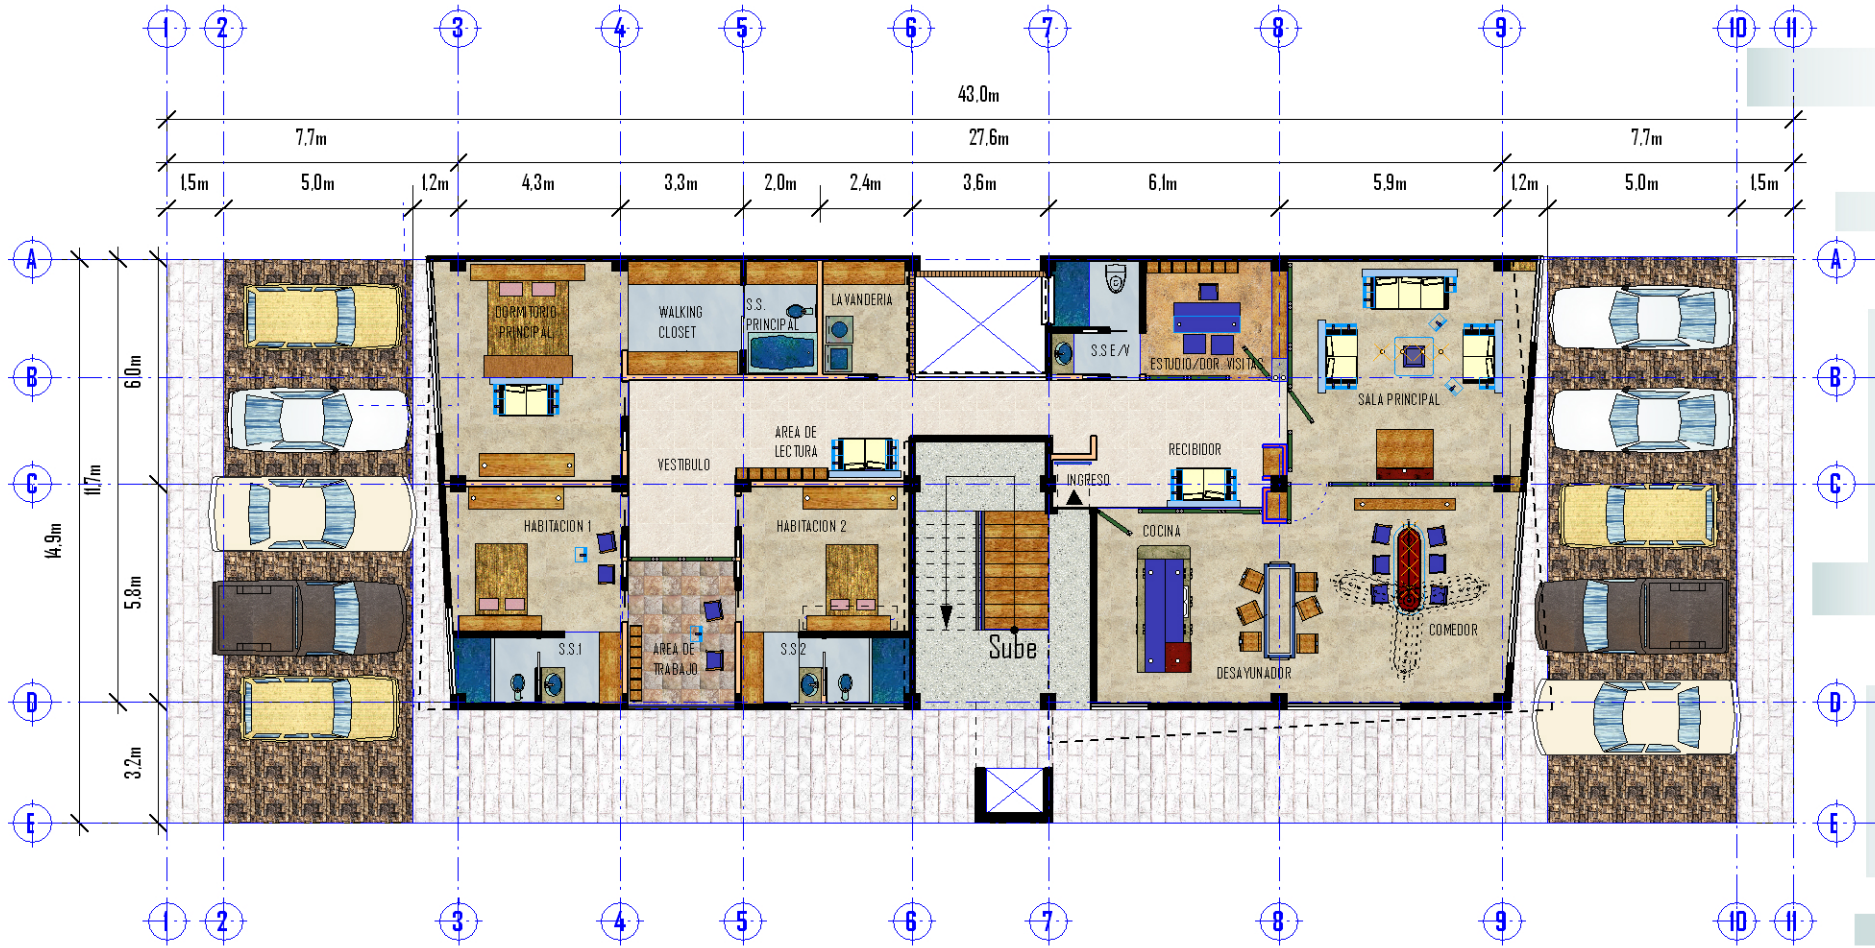 1 2 3 4 5 6 7 8 9 10 11
43,0m
7,7m 27,6m 7,7m
1,5m 5,0m 1,2m 4,3m 3,3m 2,0m 2,4m 3,6m 6,1m 5,9m 1,2m 5,0m 1,5m
A A
B B
C C
D D
E E
6,0m
11,7m
14,9m
5,8m
3,2m
DORMITORIO
PRINCIPAL
WALKING
CLOSET
S.S.
PRINCIPAL
LAVANDERIA
S.S E/V
ESTUDIO/DOR VISITAS
SALA PRINCIPAL
AREA DE
LECTURA
VESTIBULO
RECIBIDOR
INGRESO
HABITACION 1
HABITACION 2
COCINA
S.S.1
AREA DE
TRABAJO
S.S.2
Sube
DESAYUNADOR
COMEDOR
1 2 3 4 5 6 7 8 9 10 11